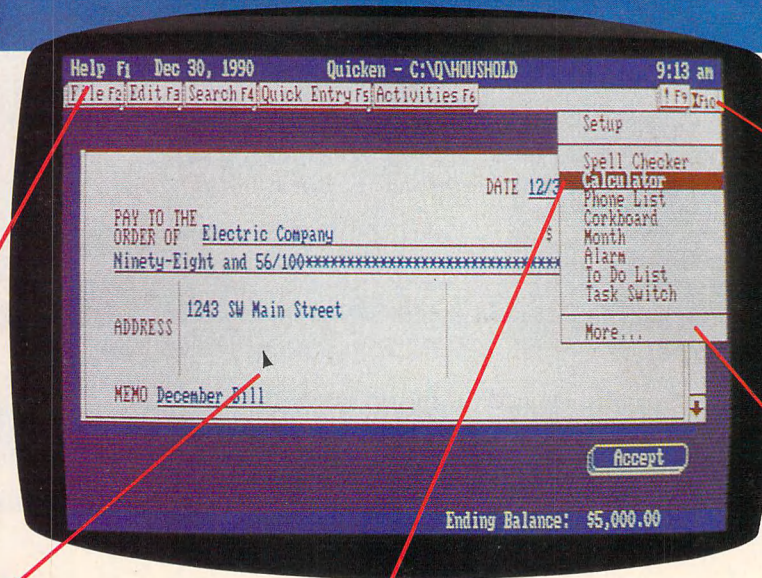 Help F1 Dec 30, 1990 Quicken - C:\Q\HOUSHOLD 9:13 am
File F2 Edit F3 Search F4 Quick Entry F5 Activities F6 ! F9 XF10
Setup
Spell Checker
Calculator
Phone List
Corkboard
Month
Alarm
To Do List
Task Switch
More...
DATE 12/3
PAY TO THE
ORDER OF Electric Company $
Ninety-Eight and 56/100******************************
ADDRESS 1243 SW Main Street
MEMO December Bill
Accept
Ending Balance: $5,000.00